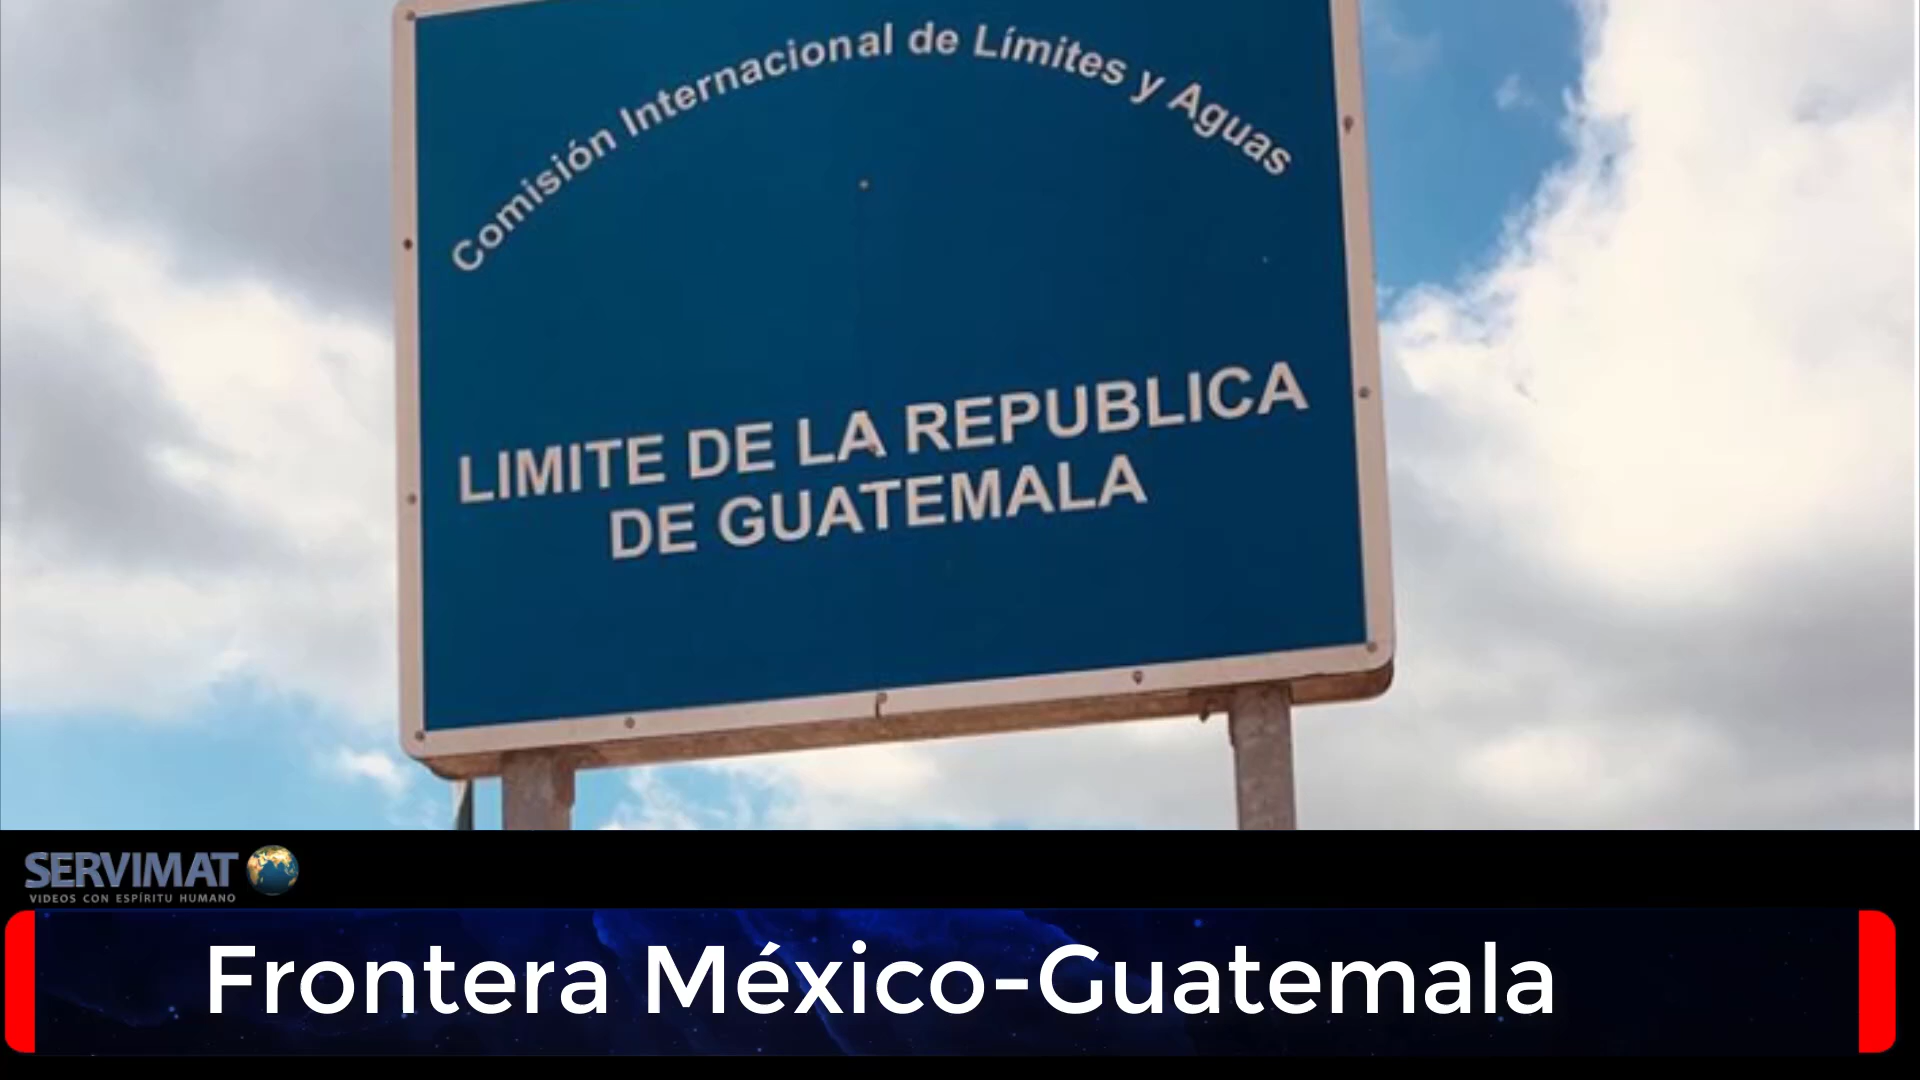 Comisión Internacional de Límites y Aguas
LIMITE DE LA REPUBLICA
DE GUATEMALA
SERVIMAT
VIDEOS CON ESPÍRITU HUMANO
Frontera México-Guatemala